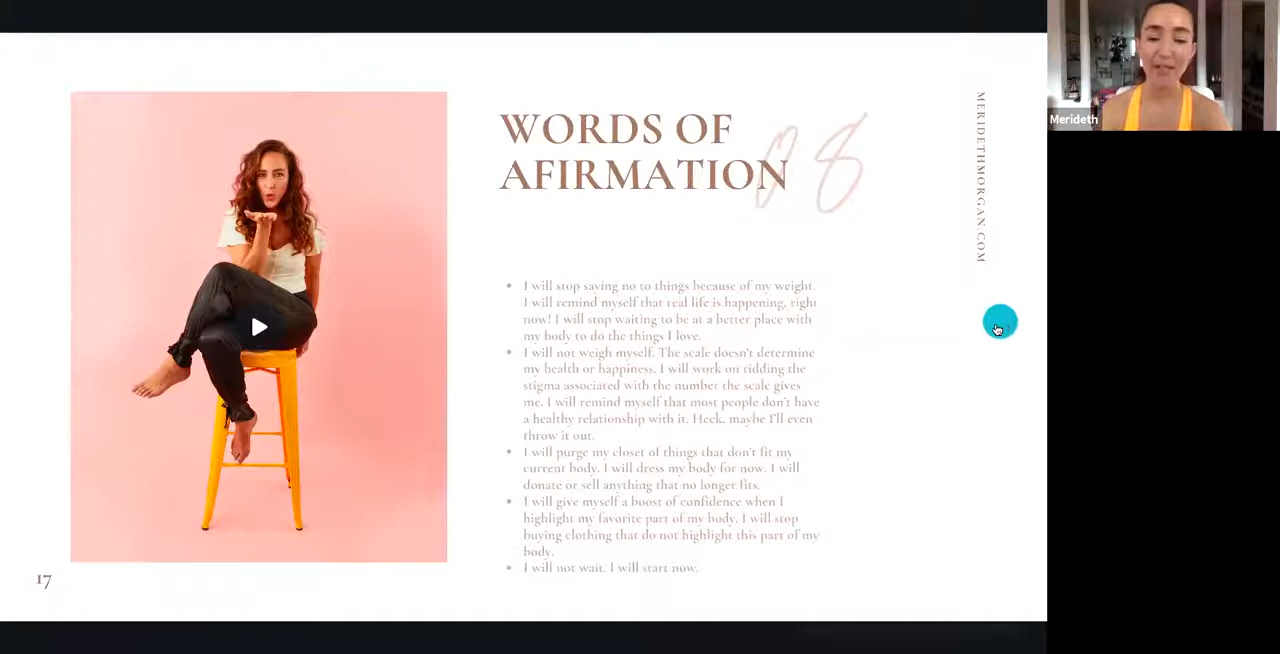 WORDS OF
AFIRMATION
08
MERIDETHMORGAN.COM
Merideth
• I will stop saying no to things because of my weight.
I will remind myself that real life is happening, right
now! I will stop waiting to be at a better place with
my body to do the things I love.
• I will not weigh myself. The scale doesn't determine
my health or happiness. I will work on ridding the
stigma associated with the number the scale gives
me. I will remind myself that most people don't have
a healthy relationship with it. Heck, maybe I'll even
throw it out.
• I will purge my closet of things that don't fit my
current body. I will dress my body for now. I will
donate or sell anything that no longer fits.
• I will give myself a boost of confidence when I
highlight my favorite part of my body. I will stop
buying clothing that do not highlight this part of my
body.
• I will not wait. I will start now.
17